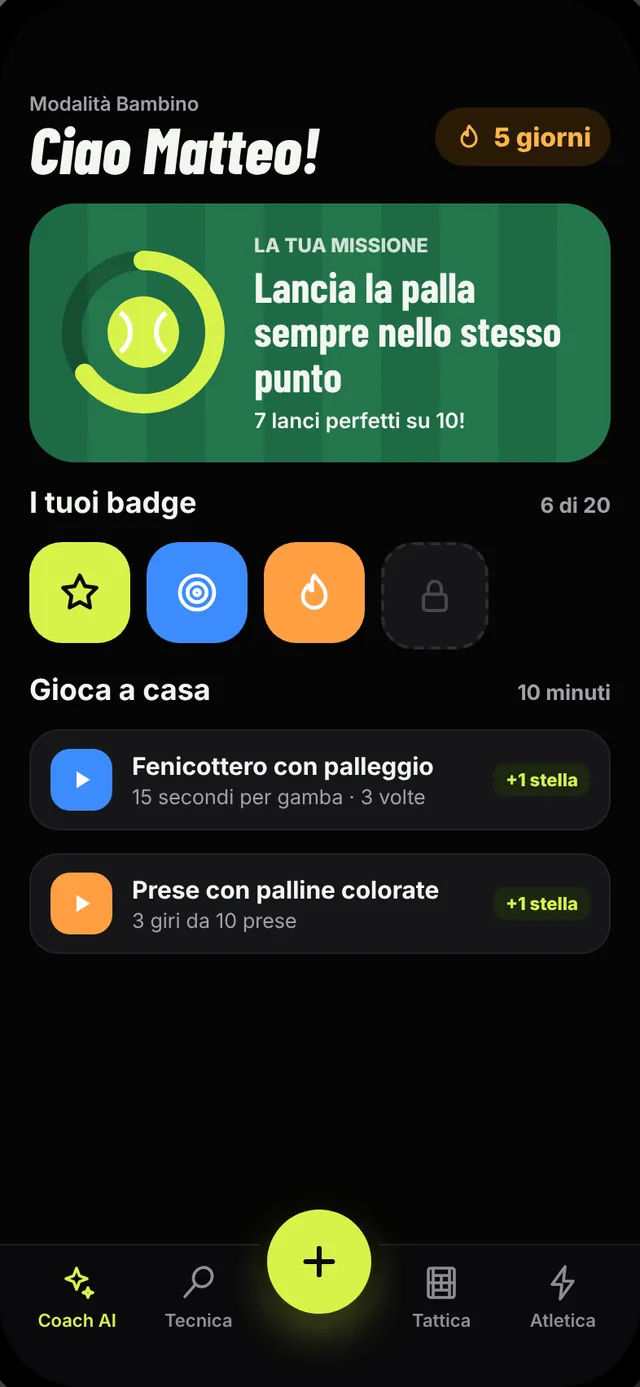 Modalità Bambino
Ciao Matteo!
5 giorni
LA TUA MISSIONE
Lancia la palla
sempre nello stesso
punto
7 lanci perfetti su 10!
I tuoi badge
6 di 20
Gioca a casa
10 minuti
Fenicottero con palleggio
15 secondi per gamba · 3 volte
+1 stella
Prese con palline colorate
3 giri da 10 prese
+1 stella
Coach AI
Tecnica
Tattica
Atletica